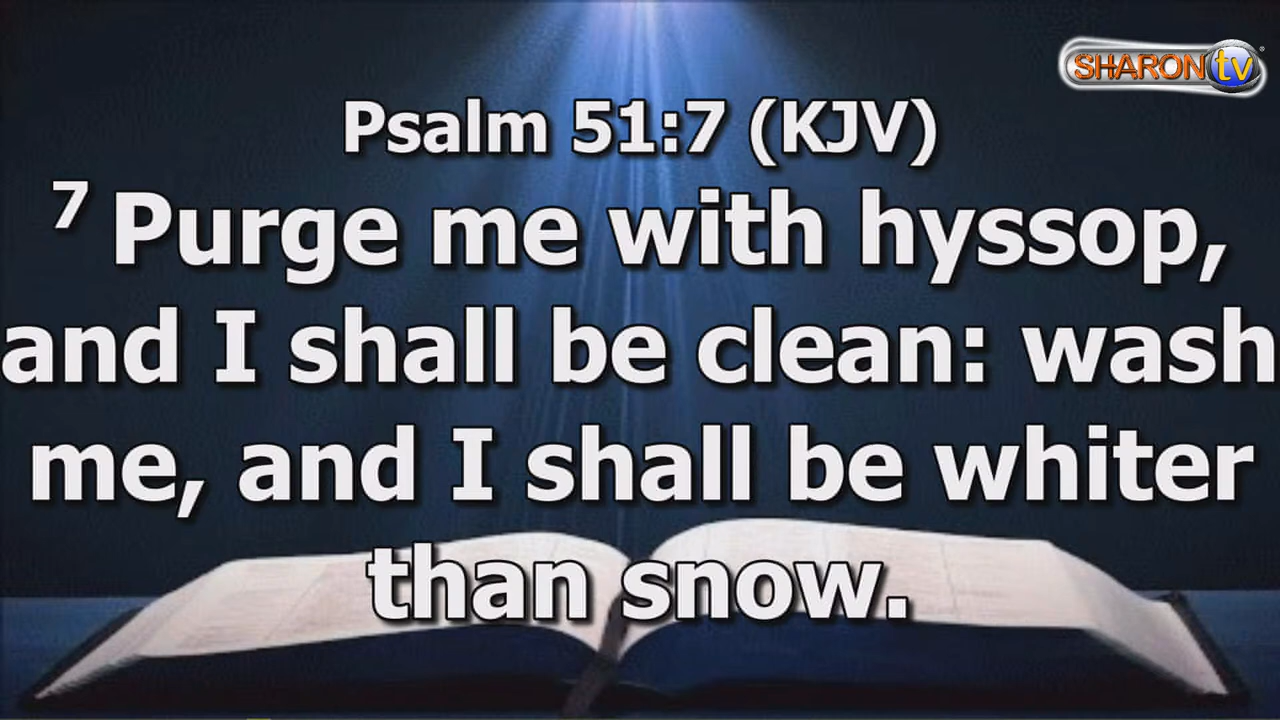 SHARON tv
Psalm 51:7 (KJV)
7 Purge me with hyssop,
and I shall be clean: wash
me, and I shall be whiter
than snow.